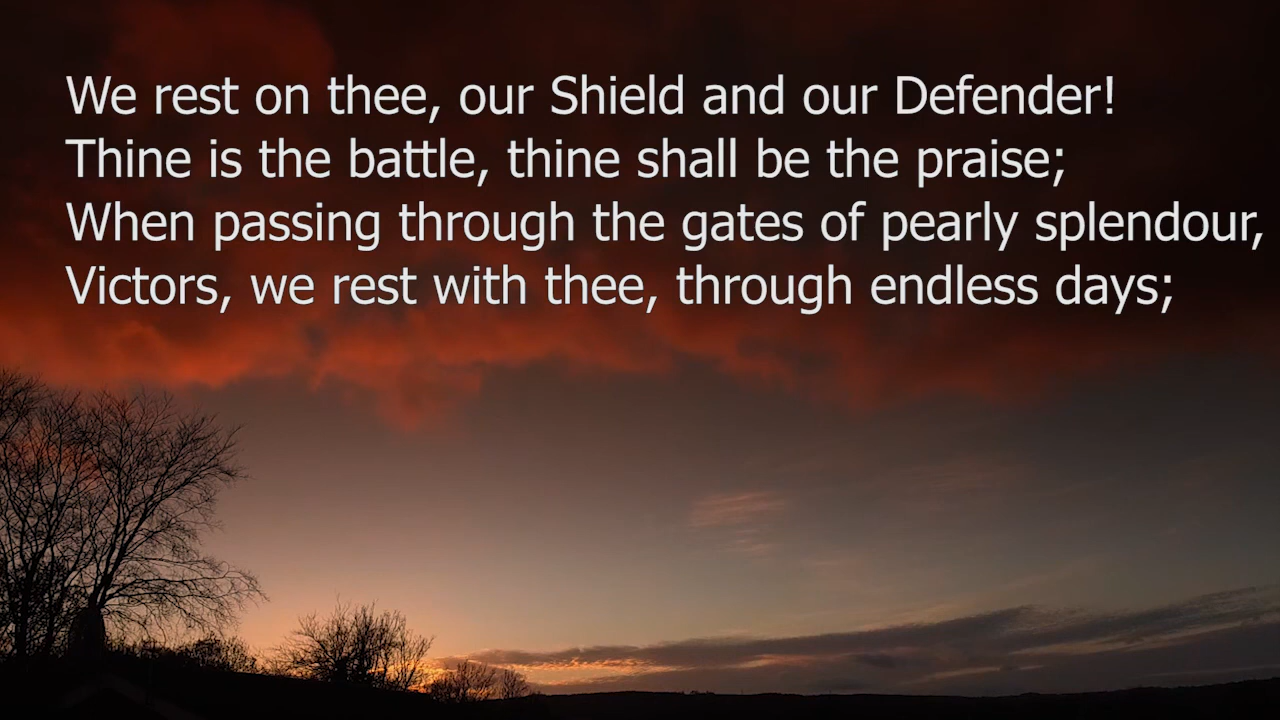 We rest on thee, our Shield and our Defender!
Thine is the battle, thine shall be the praise;
When passing through the gates of pearly splendour,
Victors, we rest with thee, through endless days;